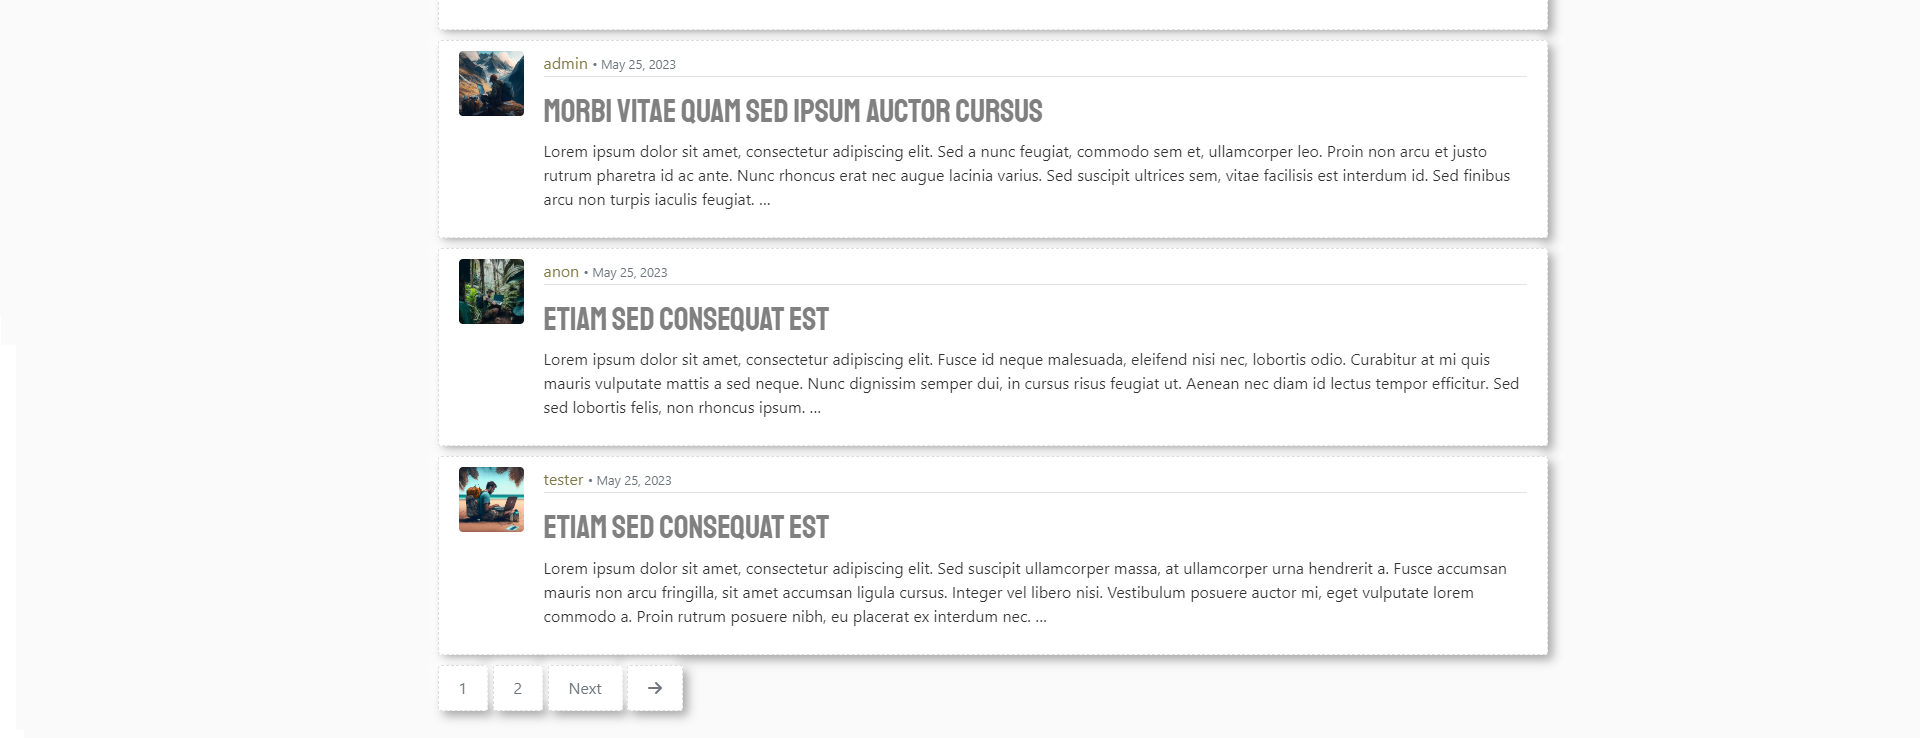 admin • May 25, 2023
MORBI VITAE QUAM SED IPSUM AUCTOR CURSUS
Lorem ipsum dolor sit amet, consectetur adipiscing elit. Sed a nunc feugiat, commodo sem et, ullamcorper leo. Proin non arcu et justo
rutrum pharetra id ac ante. Nunc rhoncus erat nec augue lacinia varius. Sed suscipit ultrices sem, vitae facilisis est interdum id. Sed finibus
arcu non turpis iaculis feugiat. ...
anon • May 25, 2023
ETIAM SED CONSEQUAT EST
Lorem ipsum dolor sit amet, consectetur adipiscing elit. Fusce id neque malesuada, eleifend nisi nec, lobortis odio. Curabitur at mi quis
mauris vulputate mattis a sed neque. Nunc dignissim semper dui, in cursus risus feugiat ut. Aenean nec diam id lectus tempor efficitur. Sed
sed lobortis felis, non rhoncus ipsum. ...
tester • May 25, 2023
ETIAM SED CONSEQUAT EST
Lorem ipsum dolor sit amet, consectetur adipiscing elit. Sed suscipit ullamcorper massa, at ullamcorper urna hendrerit a. Fusce accumsan
mauris non arcu fringilla, sit amet accumsan ligula cursus. Integer vel libero nisi. Vestibulum posuere auctor mi, eget vulputate lorem
commodo a. Proin rutrum posuere nibh, eu placerat ex interdum nec. ...
1 2 Next →